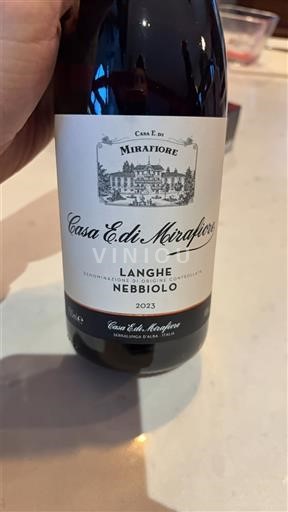 CASA E. DI
MIRAFIORE
Casa E. di Mirafiore
VINICU
LANGHE
DENOMINAZIONE DI ORIGINE CONTROLLATA
NEBBIOLO
2023
Casa E. di Mirafiore
SERRALUNGA D'ALBA - ITALIA